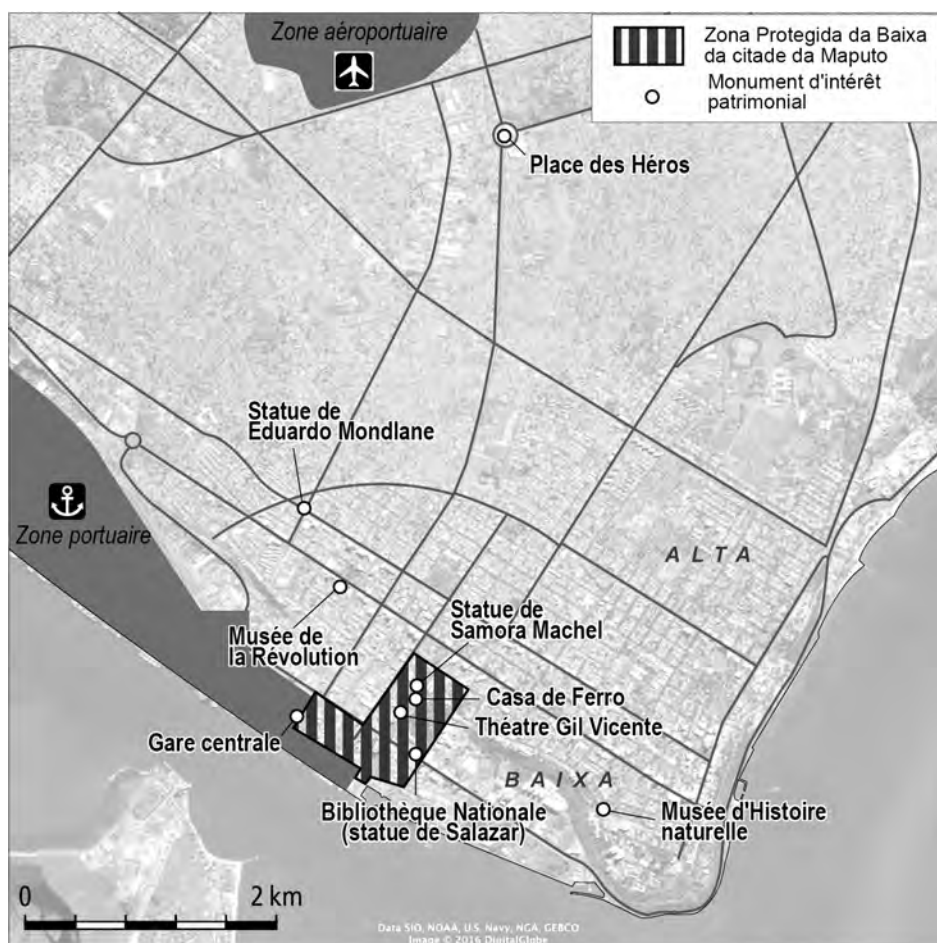 Zone aéroportuaire
Zona Protegida da Baixa
da citade da Maputo
Monument d'intérêt
patrimonial
Place des Héros
Statue de
Eduardo Mondlane
Zone portuaire
ALTA
Statue de
Samora Machel
Musée de
la Révolution
Casa de Ferro
Théatre Gil Vicente
Gare centrale
BAIXA
Bibliothèque Nationale
(statue de Salazar)
Musée d'Histoire
naturelle
0 2 km
Data SIO, NOAA, U.S. Navy, NGA, GEBCO
Image © 2016 DigitalGlobe